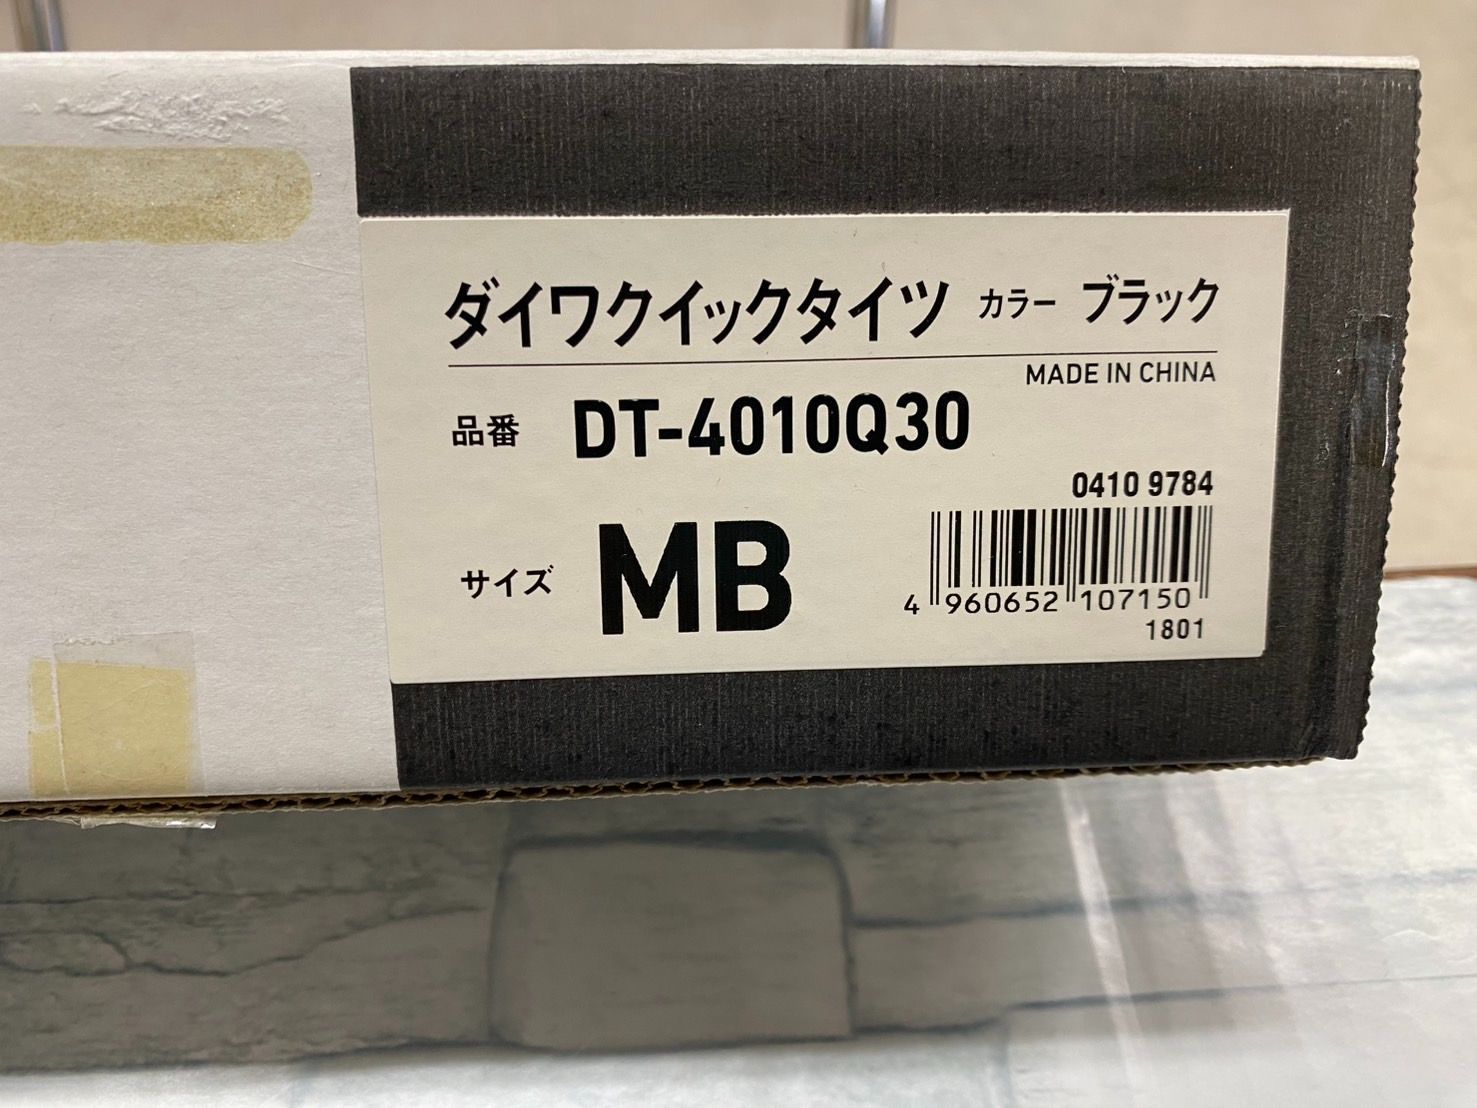 ダイワクイックタイツ カラー ブラック
MADE IN CHINA
品番 DT-4010Q30
0410 9784
サイズ MB
4 960652 107150
1801